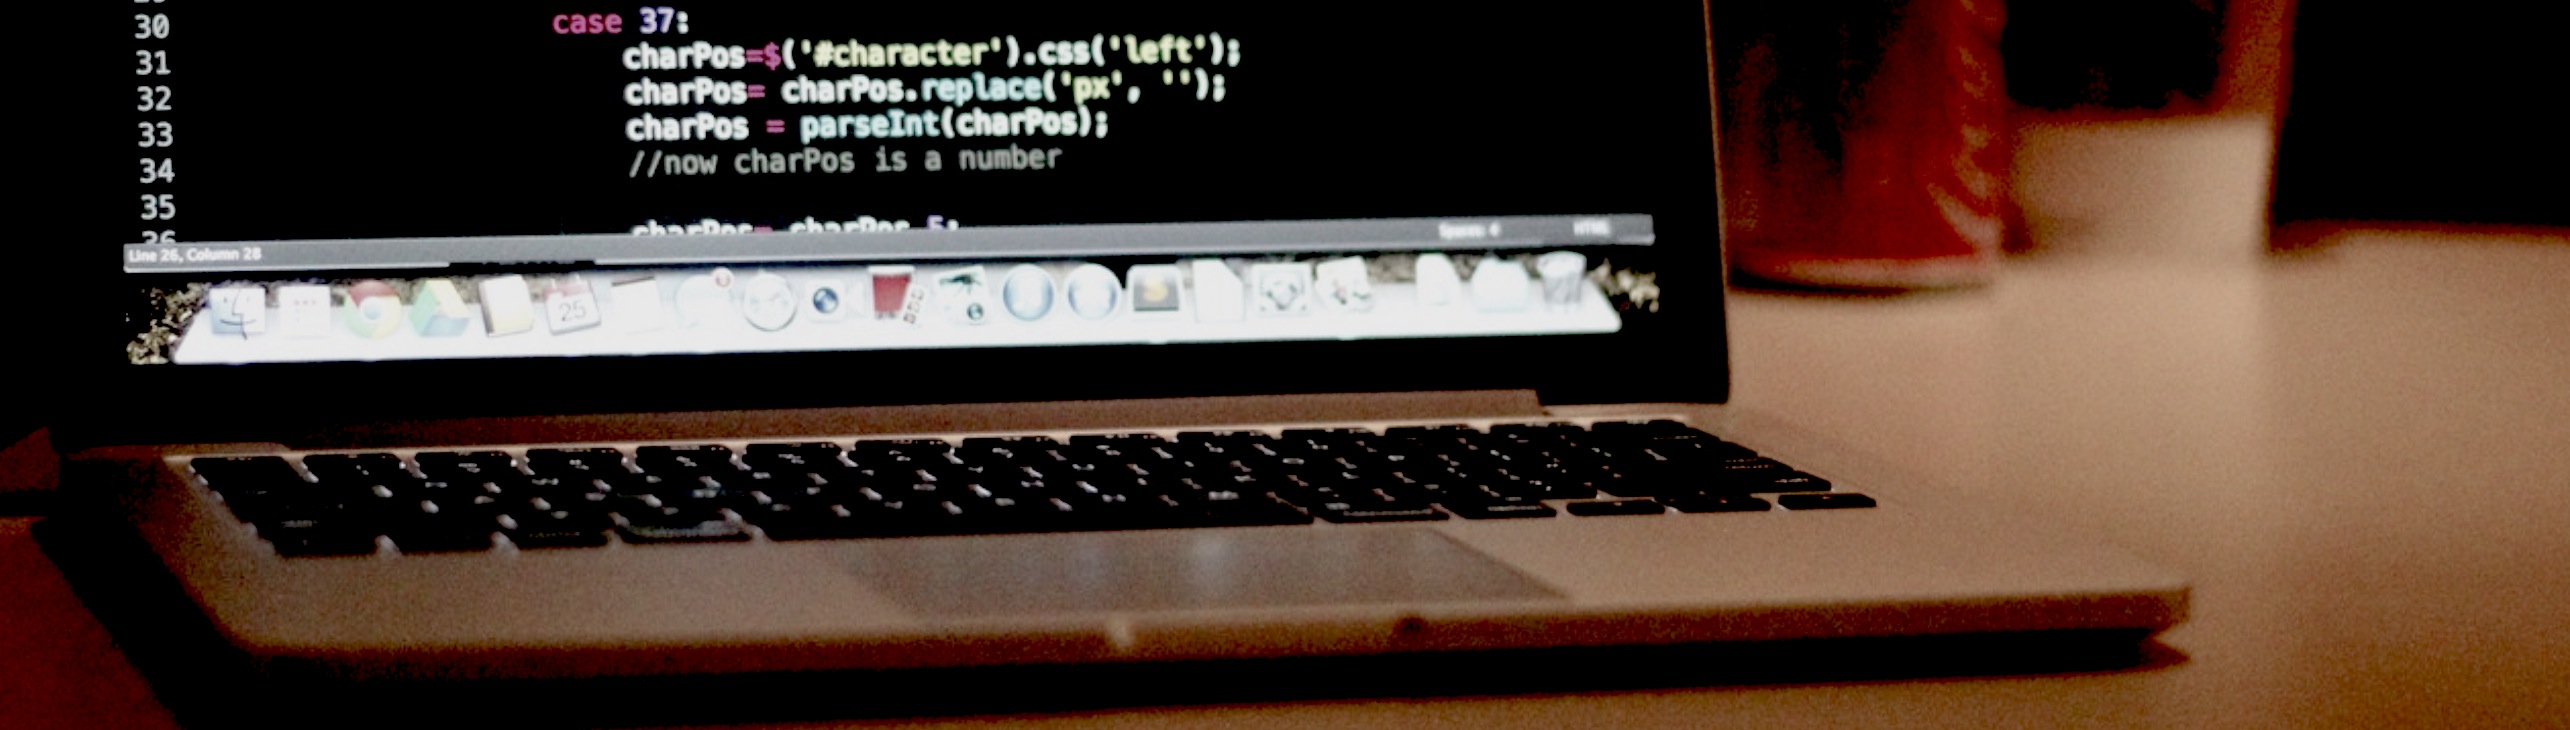 30 case 37:
31 charPos=$('#character').css('left');
32 charPos= charPos.replace('px', '');
33 charPos = parseInt(charPos);
34 //now charPos is a number
35
36 charPos= charPos 5;
Line 26, Column 28 Spaces: 4 HTML
25